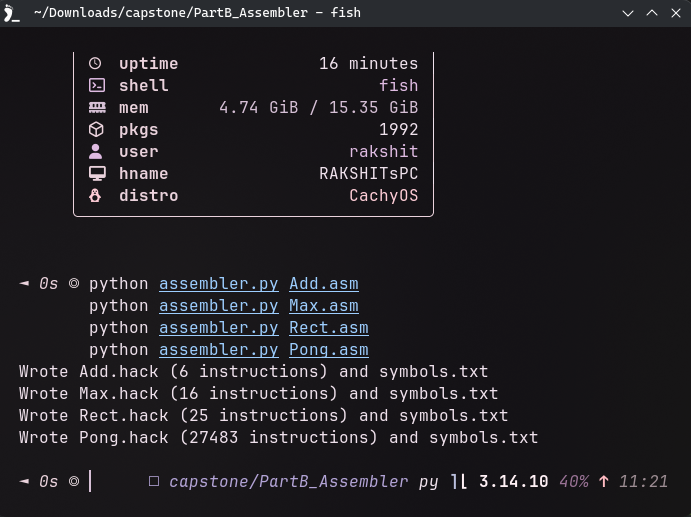 ~/Downloads/capstone/PartB_Assembler – fish
uptime 16 minutes
shell fish
mem 4.74 GiB / 15.35 GiB
pkgs 1992
user rakshit
hname RAKSHITsPC
distro CachyOS
0s python assembler.py Add.asm
python assembler.py Max.asm
python assembler.py Rect.asm
python assembler.py Pong.asm
Wrote Add.hack (6 instructions) and symbols.txt
Wrote Max.hack (16 instructions) and symbols.txt
Wrote Rect.hack (25 instructions) and symbols.txt
Wrote Pong.hack (27483 instructions) and symbols.txt
0s capstone/PartB_Assembler py 3.14.10 40% ↑ 11:21